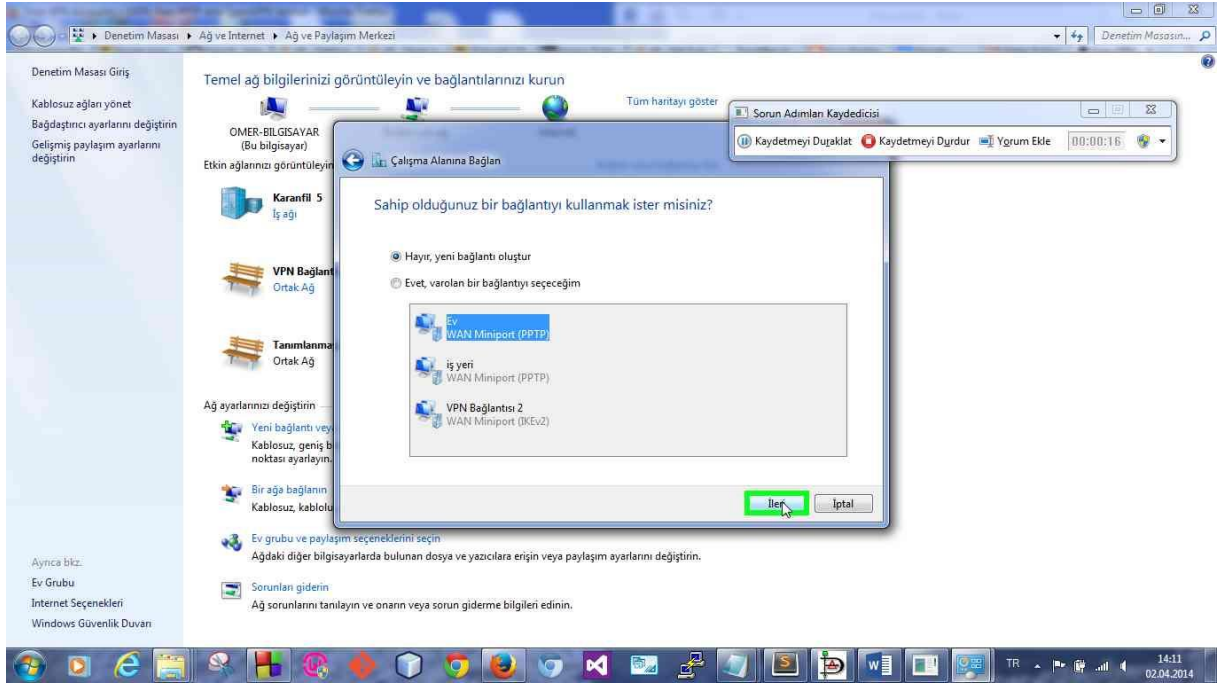 Denetim Masası ▸ Ağ ve Internet ▸ Ağ ve Paylaşım Merkezi
Denetim Masasın...
Denetim Masası Giriş
Kablosuz ağları yönet
Bağdaştırıcı ayarlarını değiştirin
Gelişmiş paylaşım ayarlarını
değiştirin
Ayrıca bkz.
Ev Grubu
Internet Seçenekleri
Windows Güvenlik Duvarı
Temel ağ bilgilerinizi görüntüleyin ve bağlantılarınızı kurun
Tüm haritayı göster
OMER-BILGISAYAR
(Bu bilgisayar)
Etkin ağlarınızı görüntüleyin
Karanfil 5
İş ağı
VPN Bağlant
Ortak Ağ
Tanımlanma
Ortak Ağ
Ağ ayarlarınızı değiştirin
Yeni bağlantı vey
Kablosuz, geniş b
noktası ayarlayın.
Bir ağa bağlanın
Kablosuz, kablolu
Ev grubu ve paylaşım seçeneklerini seçin
Ağdaki diğer bilgisayarlarda bulunan dosya ve yazıcılara erişin veya paylaşım ayarlarını değiştirin.
Sorunları giderin
Ağ sorunlarını tanılayın ve onarın veya sorun giderme bilgileri edinin.
Sorun Adımları Kaydedicisi
Kaydetmeyi Duraklat Kaydetmeyi Durdur Yorum Ekle 00:00:16
Çalışma Alanına Bağlan
Sahip olduğunuz bir bağlantıyı kullanmak ister misiniz?
Hayır, yeni bağlantı oluştur
Evet, varolan bir bağlantıyı seçeceğim
Ev
WAN Miniport (PPTP)
iş yeri
WAN Miniport (PPTP)
VPN Bağlantısı 2
WAN Miniport (IKEv2)
İleri İptal
TR
14:11
02.04.2014